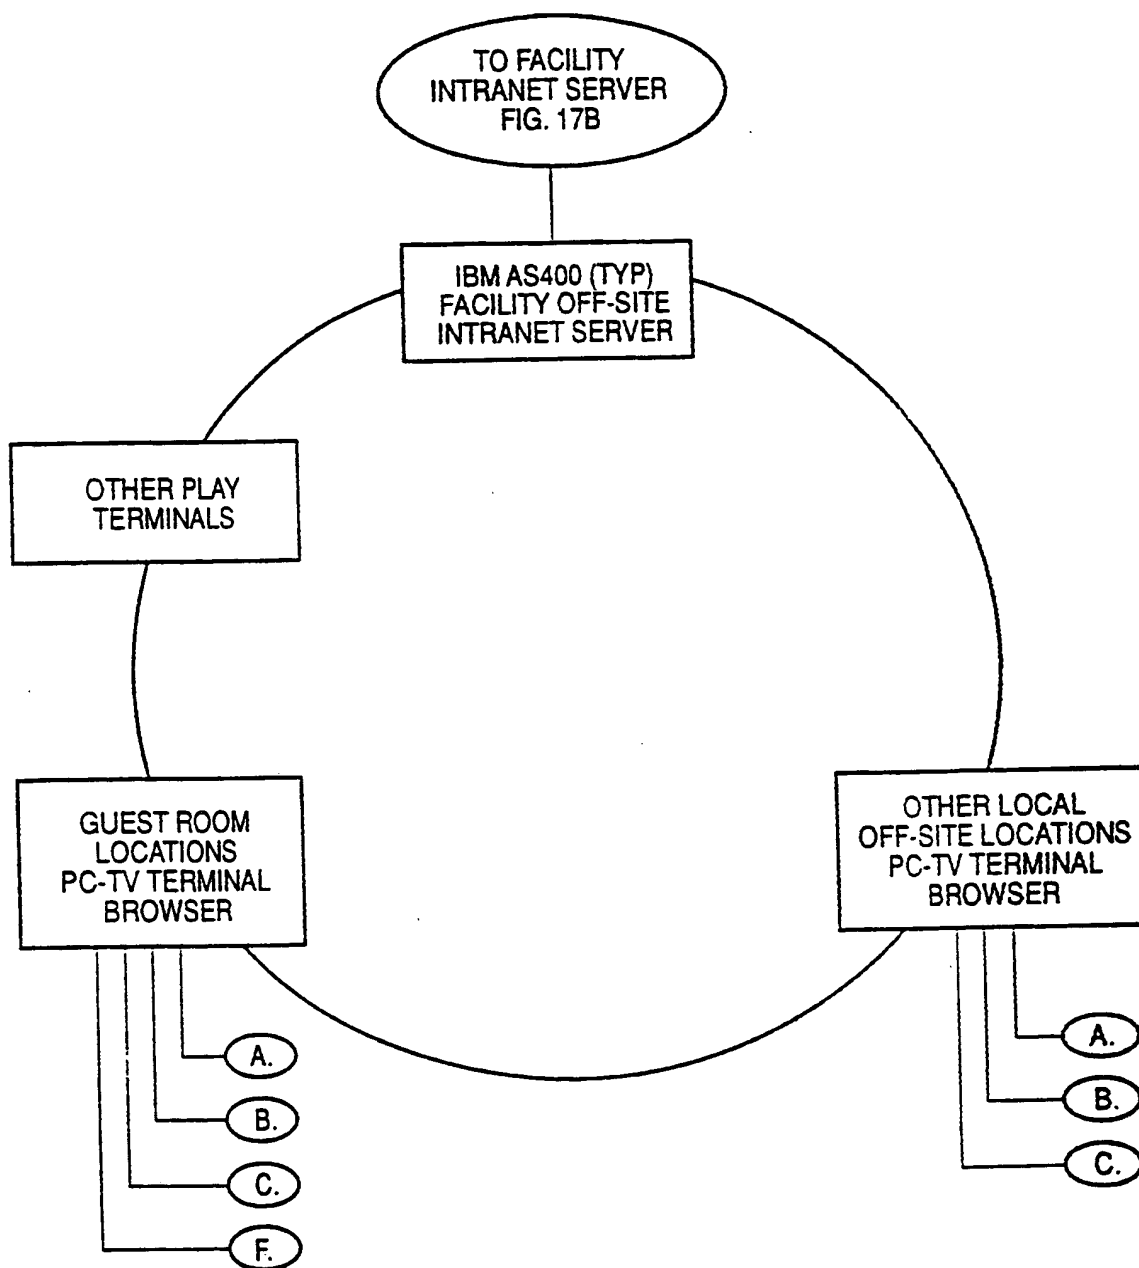 TO FACILITY
INTRANET SERVER
FIG. 17B
IBM AS400 (TYP)
FACILITY OFF-SITE
INTRANET SERVER
OTHER PLAY
TERMINALS
GUEST ROOM
LOCATIONS
PC-TV TERMINAL
BROWSER
A.
B.
C.
F.
OTHER LOCAL
OFF-SITE LOCATIONS
PC-TV TERMINAL
BROWSER
A.
B.
C.